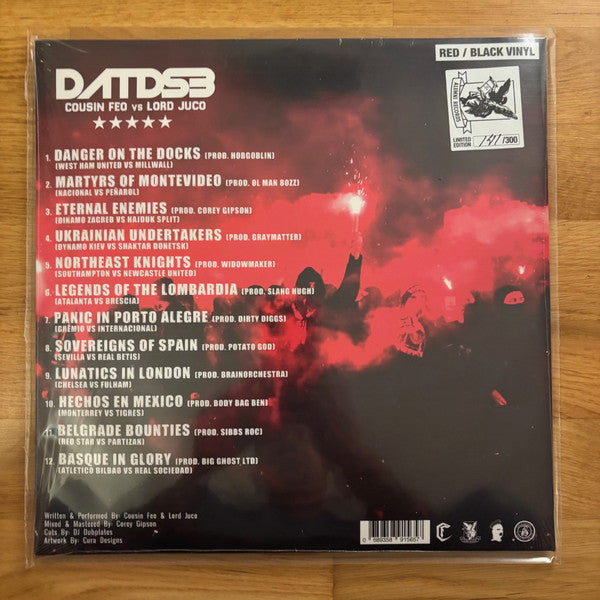 RED / BLACK VINYL
DATDSB
COUSIN FEO vs LORD JUCO
ALUMNI RECORDS
LIMITED EDITION 141/300
1. DANGER ON THE DOCKS (PROD. HOBGOBLIN)
(WEST HAM UNITED VS MILLWALL)
2. MARTYRS OF MONTEVIDEO (PROD. OL MAN BOZZ)
(NACIONAL VS PEÑAROL)
3. ETERNAL ENEMIES (PROD. COREY GIPSON)
(DINAMO ZAGREB VS HAJDUK SPLIT)
4. UKRAINIAN UNDERTAKERS (PROD. GRAYMATTER)
(DYNAMO KIEV VS SHAKTAR DONETSK)
5. NORTHEAST KNIGHTS (PROD. WIDOWMAKER)
(SOUTHAMPTON VS NEWCASTLE UNITED)
6. LEGENDS OF THE LOMBARDIA (PROD. SLANG HUGH)
(ATALANTA VS BRESCIA)
7. PANIC IN PORTO ALEGRE (PROD. DIRTY DIGGS)
(GRÊMIO VS INTERNACIONAL)
8. SOVEREIGNS OF SPAIN (PROD. POTATO GOD)
(SEVILLA VS REAL BETIS)
9. LUNATICS IN LONDON (PROD. BRAINORCHESTRA)
(CHELSEA VS FULHAM)
10. HECHOS EN MEXICO (PROD. BODY BAG BEN)
(MONTERREY VS TIGRES)
11. BELGRADE BOUNTIES (PROD. SIBBS ROC)
(RED STAR VS PARTIZAN)
12. BASQUE IN GLORY (PROD. BIG GHOST LTD)
(ATLETICO BILBAO VS REAL SOCIEDAD)
Written & Performed By: Cousin Feo & Lord Juco
Mixed & Mastered By: Corey Gipson
Cuts By: DJ Dubplates
Artwork By: Cura Designs
0 689358 915667